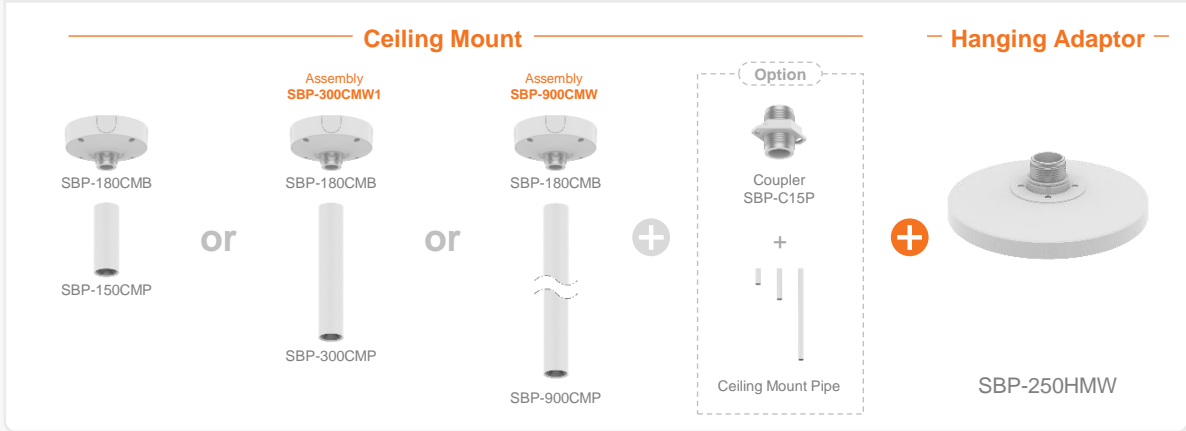 Ceiling Mount
Hanging Adaptor
Assembly
SBP-300CMW1
Assembly
SBP-900CMW
Option
SBP-180CMB
SBP-180CMB
SBP-180CMB
Coupler
SBP-C15P
or
or
+
SBP-150CMP
SBP-300CMP
SBP-900CMP
Ceiling Mount Pipe
SBP-250HMW